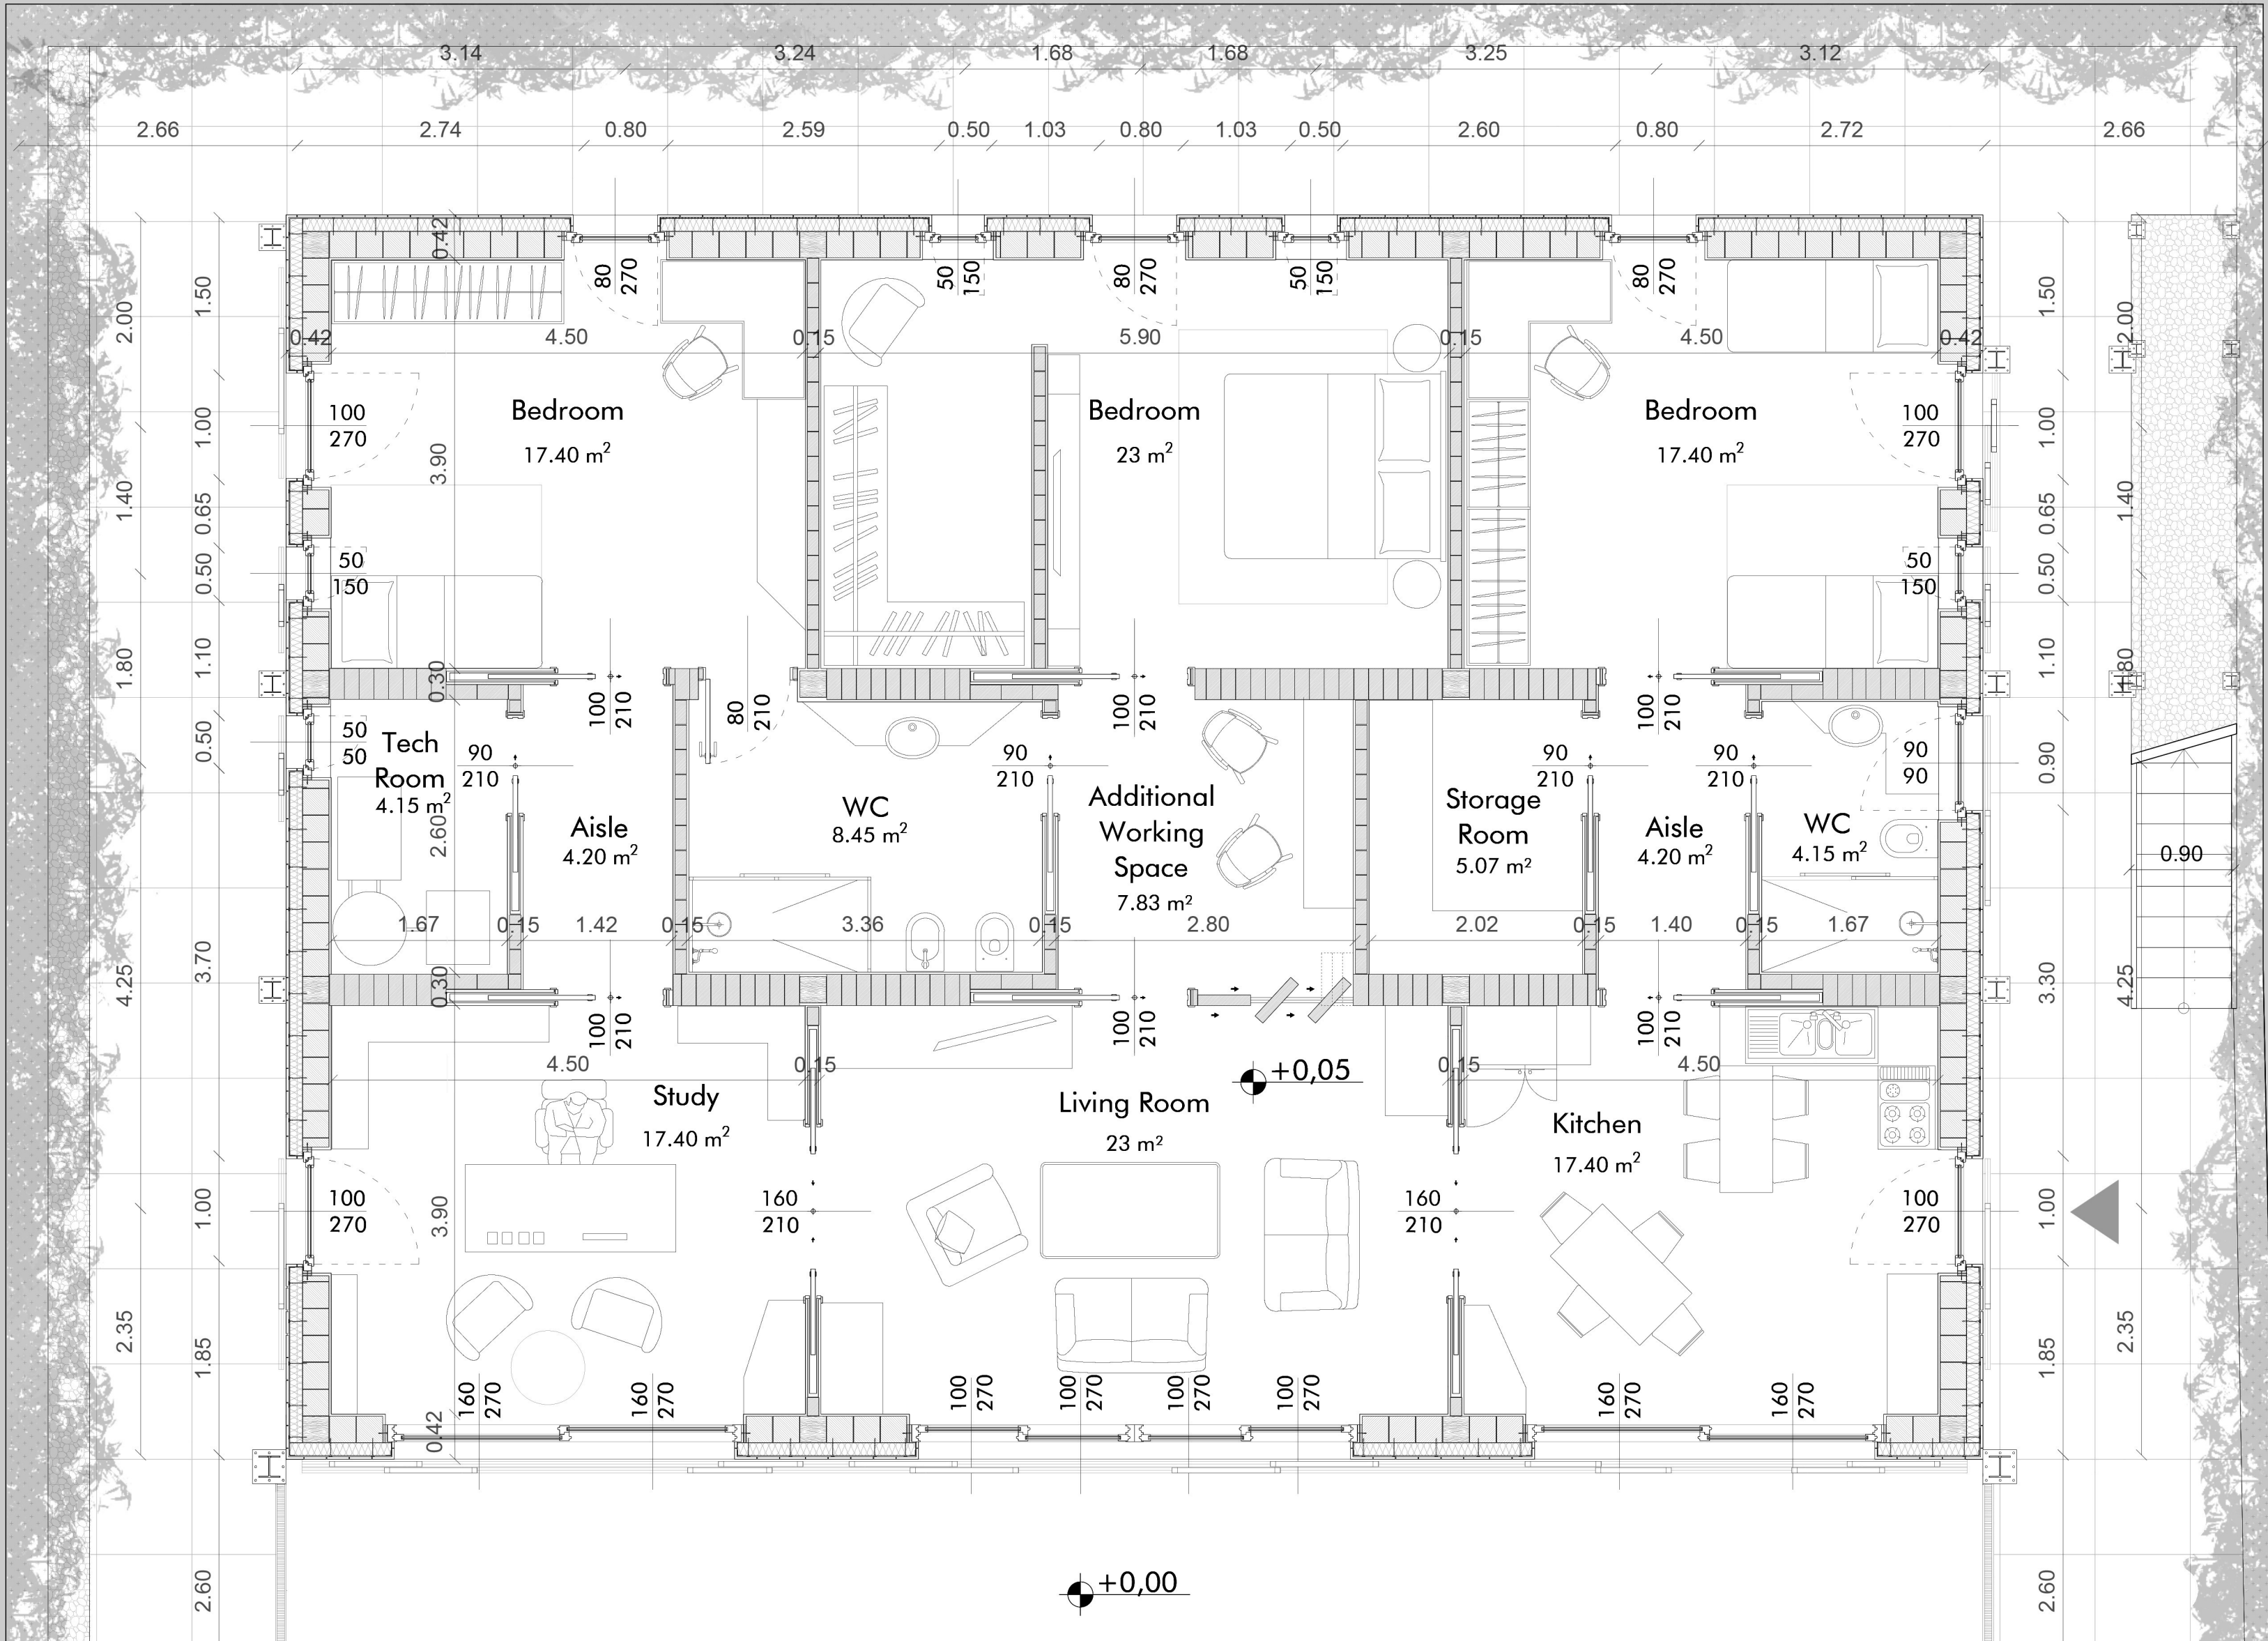 3.14 3.24 1.68 1.68 3.25 3.12
2.66 2.74 0.80 2.59 0.50 1.03 0.80 1.03 0.50 2.60 0.80 2.72 2.66
0.42
80 270
50 150
80 270
50 150
80 270
2.00 1.50
1.50 2.00
0.42 4.50 0.15 5.90 0.15 4.50 0.42
100
270
Bedroom
17.40 m²
3.90
Bedroom
23 m²
Bedroom
17.40 m²
100
270
1.00
1.00
1.40 0.65
0.65 1.40
50
150
0.50
50
150
0.50
1.80 1.10
1.10 1.80
0.30
100 210
80 210
100 210
100 210
0.50
50
50
Tech
Room
4.15 m²
2.60
90
210
Aisle
4.20 m²
WC
8.45 m²
90
210
Additional
Working
Space
7.83 m²
Storage
Room
5.07 m²
90
210
Aisle
4.20 m²
90
210
WC
4.15 m²
90
90
0.90
0.90
1.67 0.15 1.42 0.15 3.36 0.15 2.80 2.02 0.15 1.40 0.15 1.67
4.25 3.70
3.30 4.25
0.30
100 210
100 210
100 210
4.50 0.15 0.15 4.50
+0,05
Study
17.40 m²
Living Room
23 m²
Kitchen
17.40 m²
100
270
1.00
3.90
160
210
160
210
100
270
1.00
2.35 1.85
1.85 2.35
0.42
160 270
160 270
100 270
100 270
100 270
100 270
160 270
160 270
2.60
+0,00
2.60